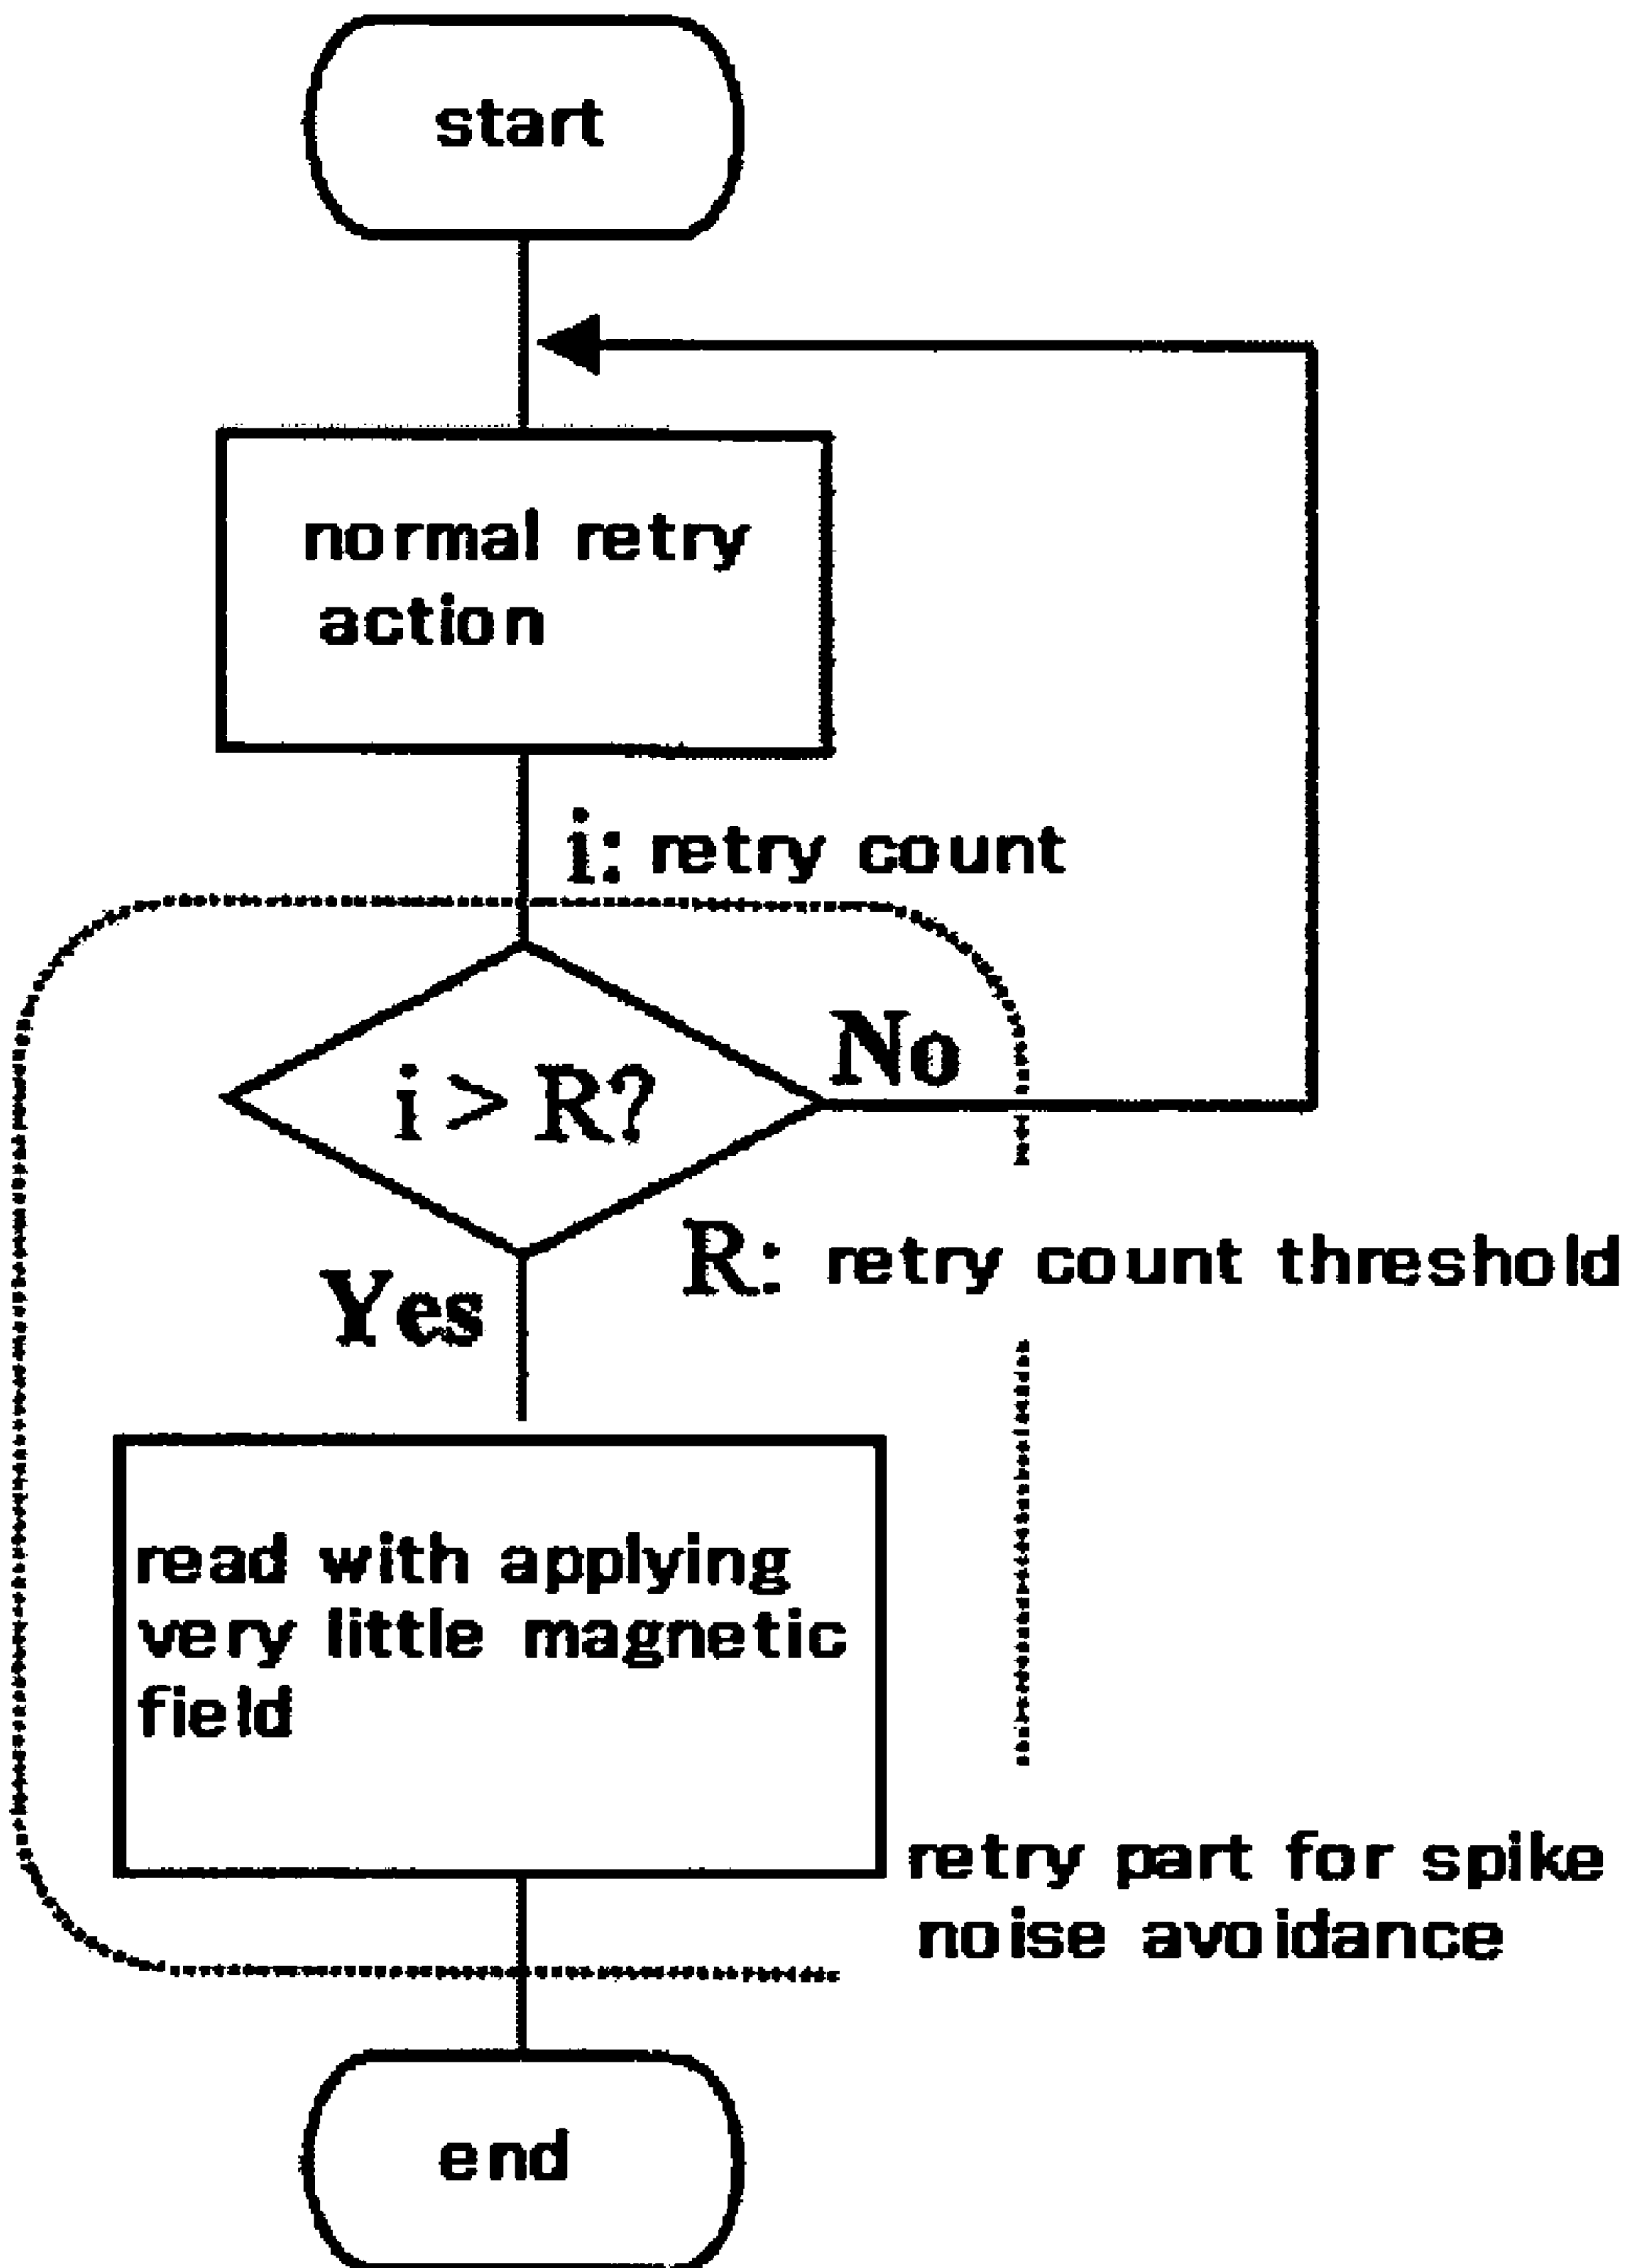 start
normal retry
action
i: retry count
No
i > R?
R: retry count threshold
Yes
read with applying
very little magnetic
field
retry part for spike
noise avoidance
end